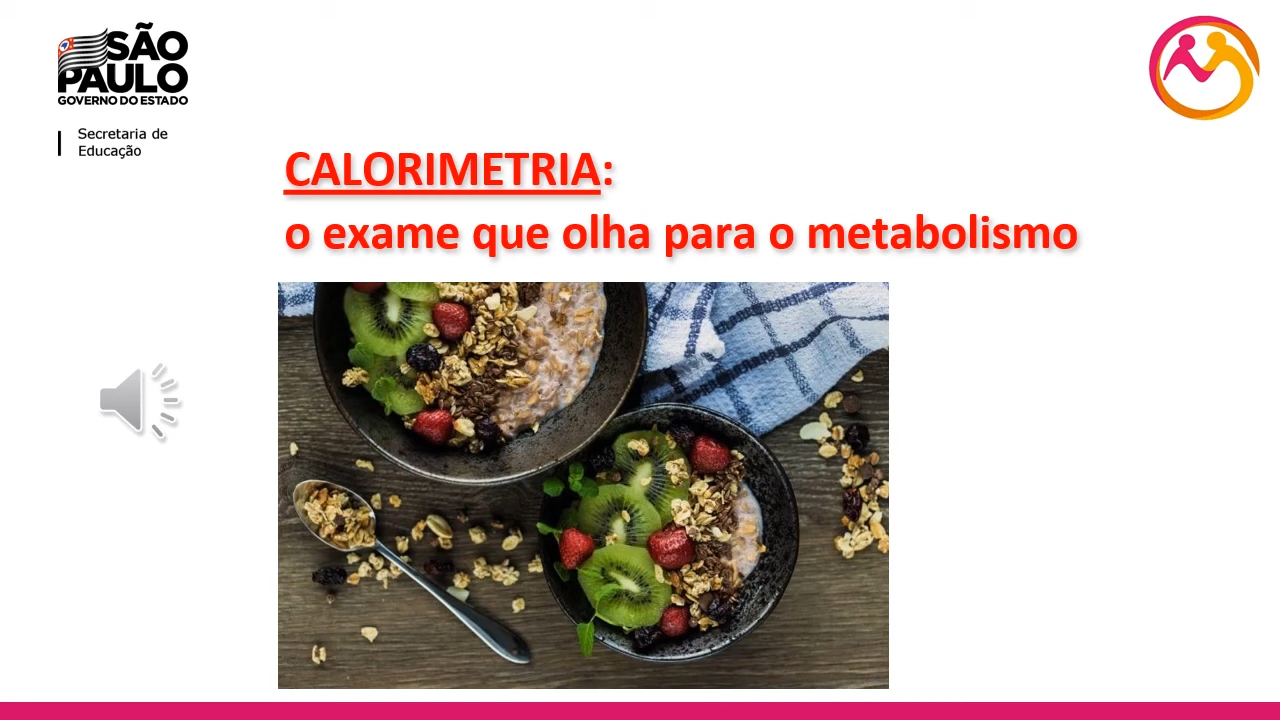 SÃO
PAULO
GOVERNO DO ESTADO
Secretaria de
Educação
CALORIMETRIA:
o exame que olha para o metabolismo